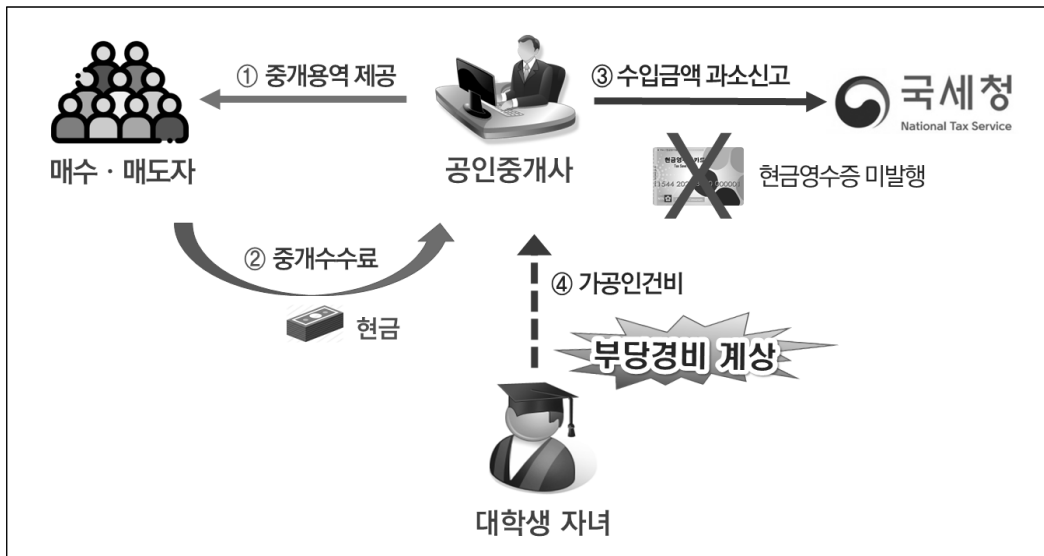 ① 중개용역 제공
③ 수입금액 과소신고
국세청
National Tax Service
매수 · 매도자
공인중개사
현금영수증 미발행
② 중개수수료
현금
④ 가공인건비
부당경비 계상
대학생 자녀